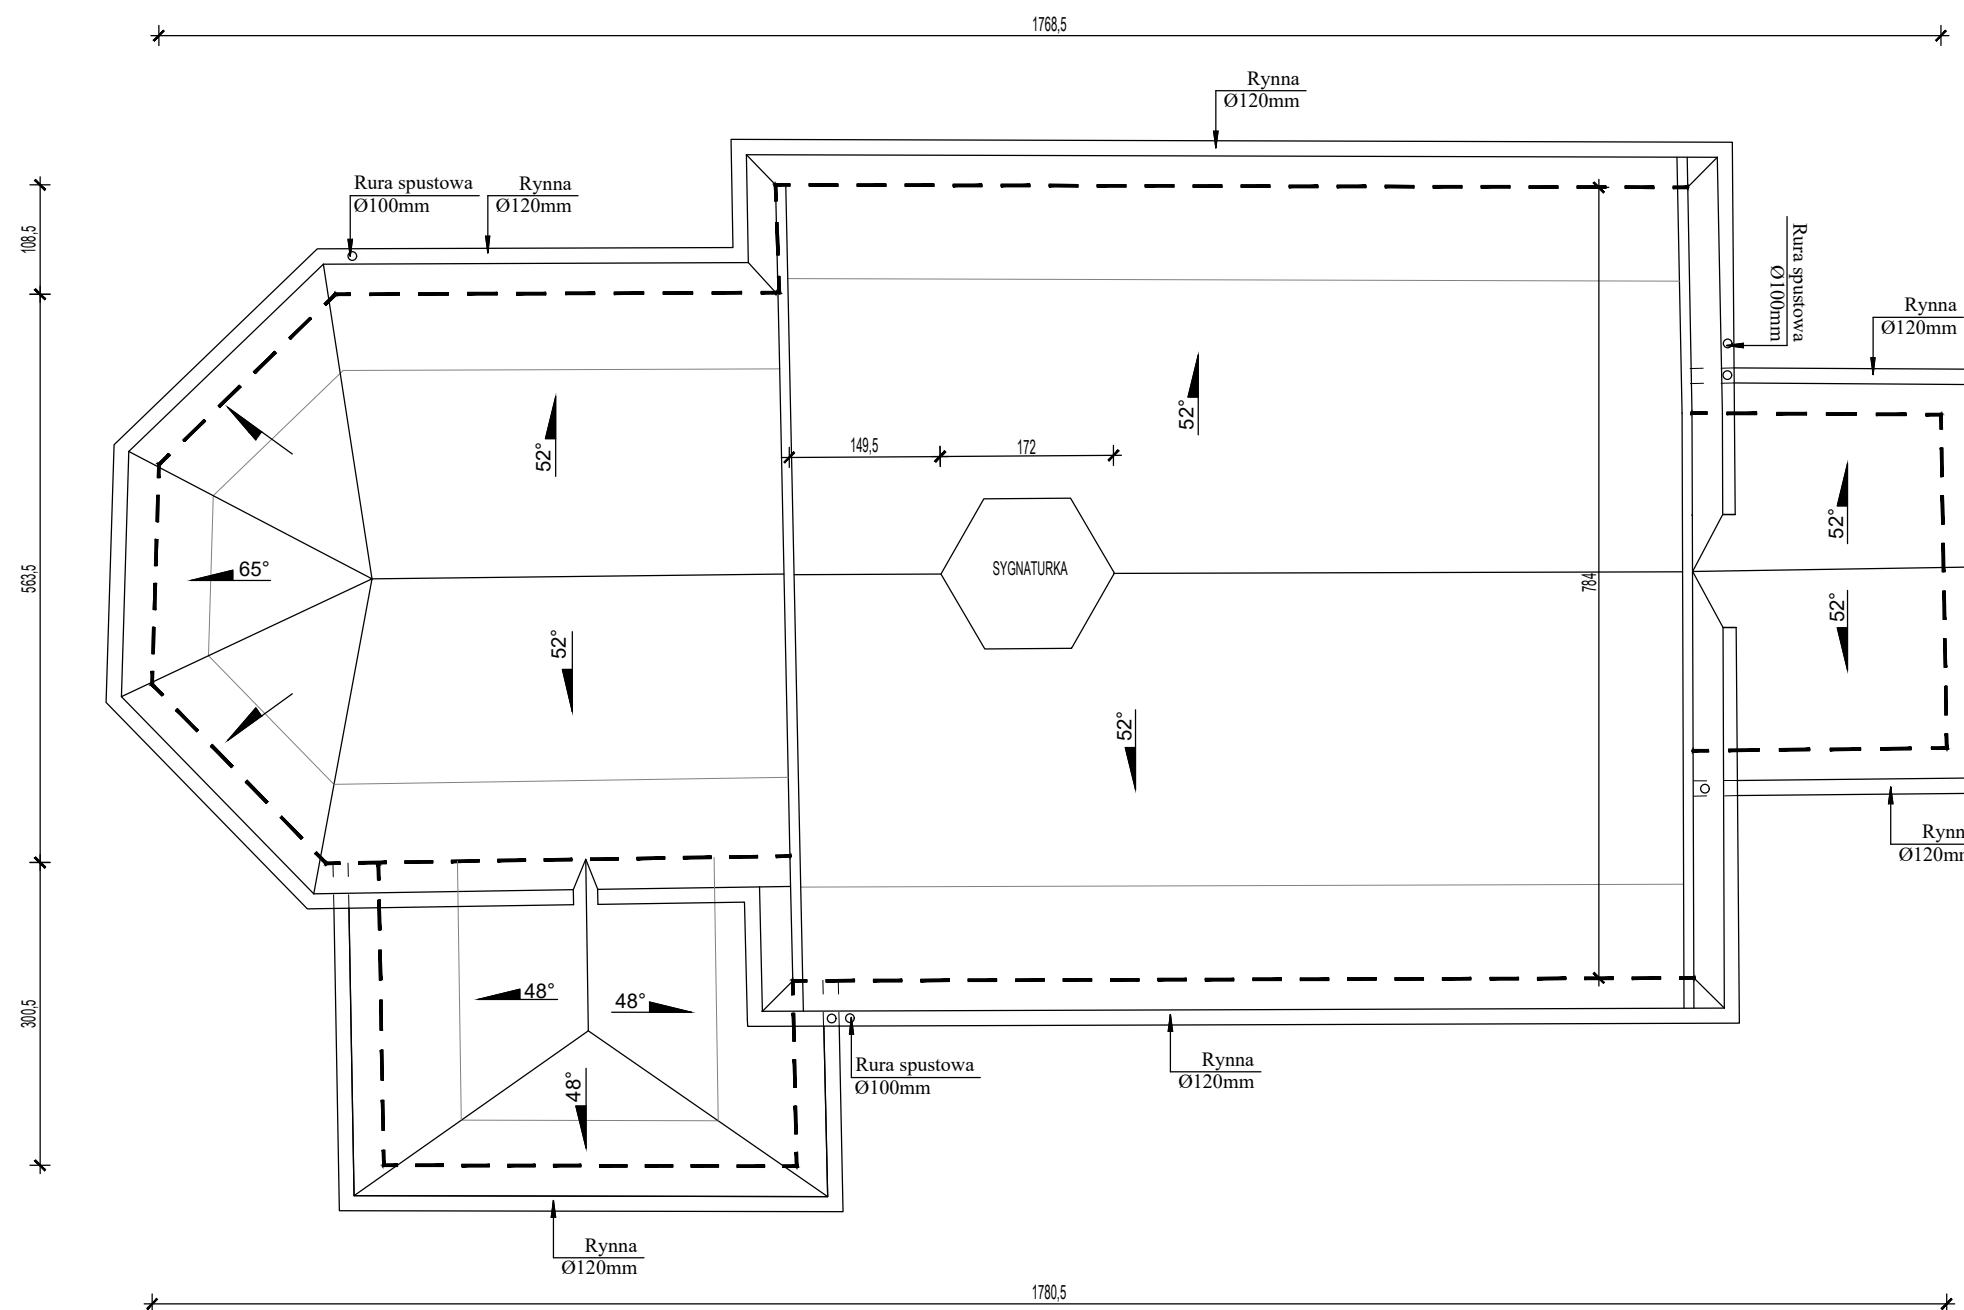 1768,5
Rynna
Ø120mm
Rura spustowa
Ø100mm
Rynna
Ø120mm
108,5
Rura spustowa
Ø100mm
Rynna
Ø120mm
52°
52°
149,5
172
52°
563,5
65°
SYGNATURKA
784
52°
52°
52°
Rynn
Ø120m
300,5
48°
48°
48°
Rura spustowa
Ø100mm
Rynna
Ø120mm
Rynna
Ø120mm
1780,5